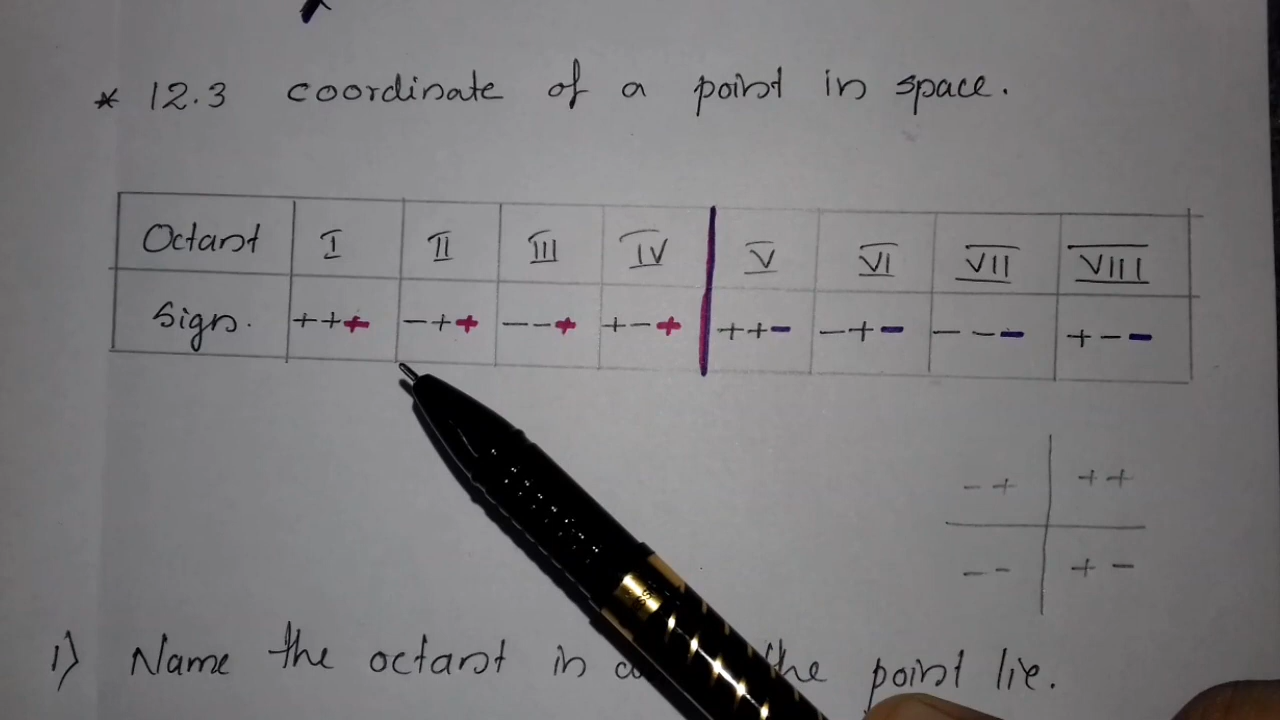 * 12.3 coordinate of a point in space.
Octant I II III IV V VI VII VIII
Sign. +++ -++ --+ +-+ ++- -+- --- +--
-+ ++
-- +-
1) Name the octant in the point lie.